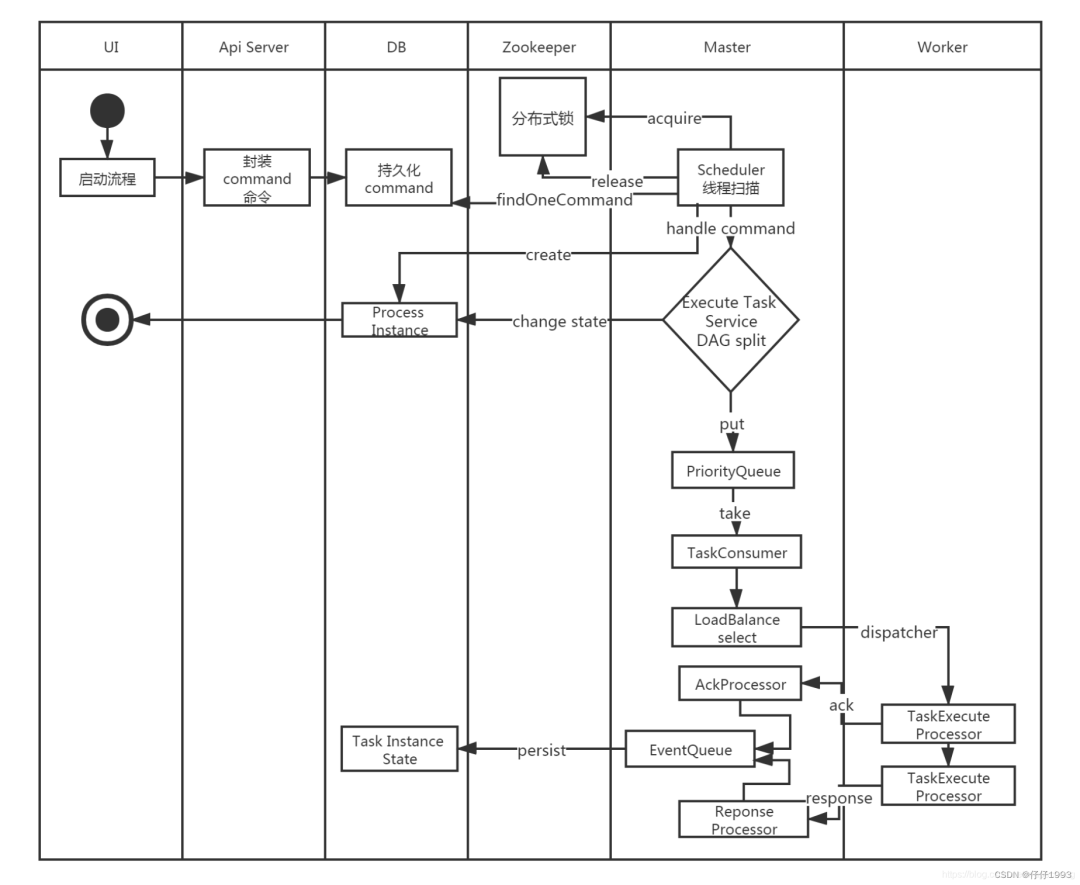 UI
Api Server
DB
Zookeeper
Master
Worker
分布式锁
acquire
启动流程
封装
command
命令
持久化
command
Scheduler
线程扫描
release
findOneCommand
handle command
create
Process
Instance
change state
Execute Task
Service
DAG split
put
PriorityQueue
take
TaskConsumer
LoadBalance
select
dispatcher
AckProcessor
ack
TaskExecute
Processor
Task Instance
State
persist
EventQueue
TaskExecute
Processor
response
Reponse
Processor
CSDN @仔仔1993